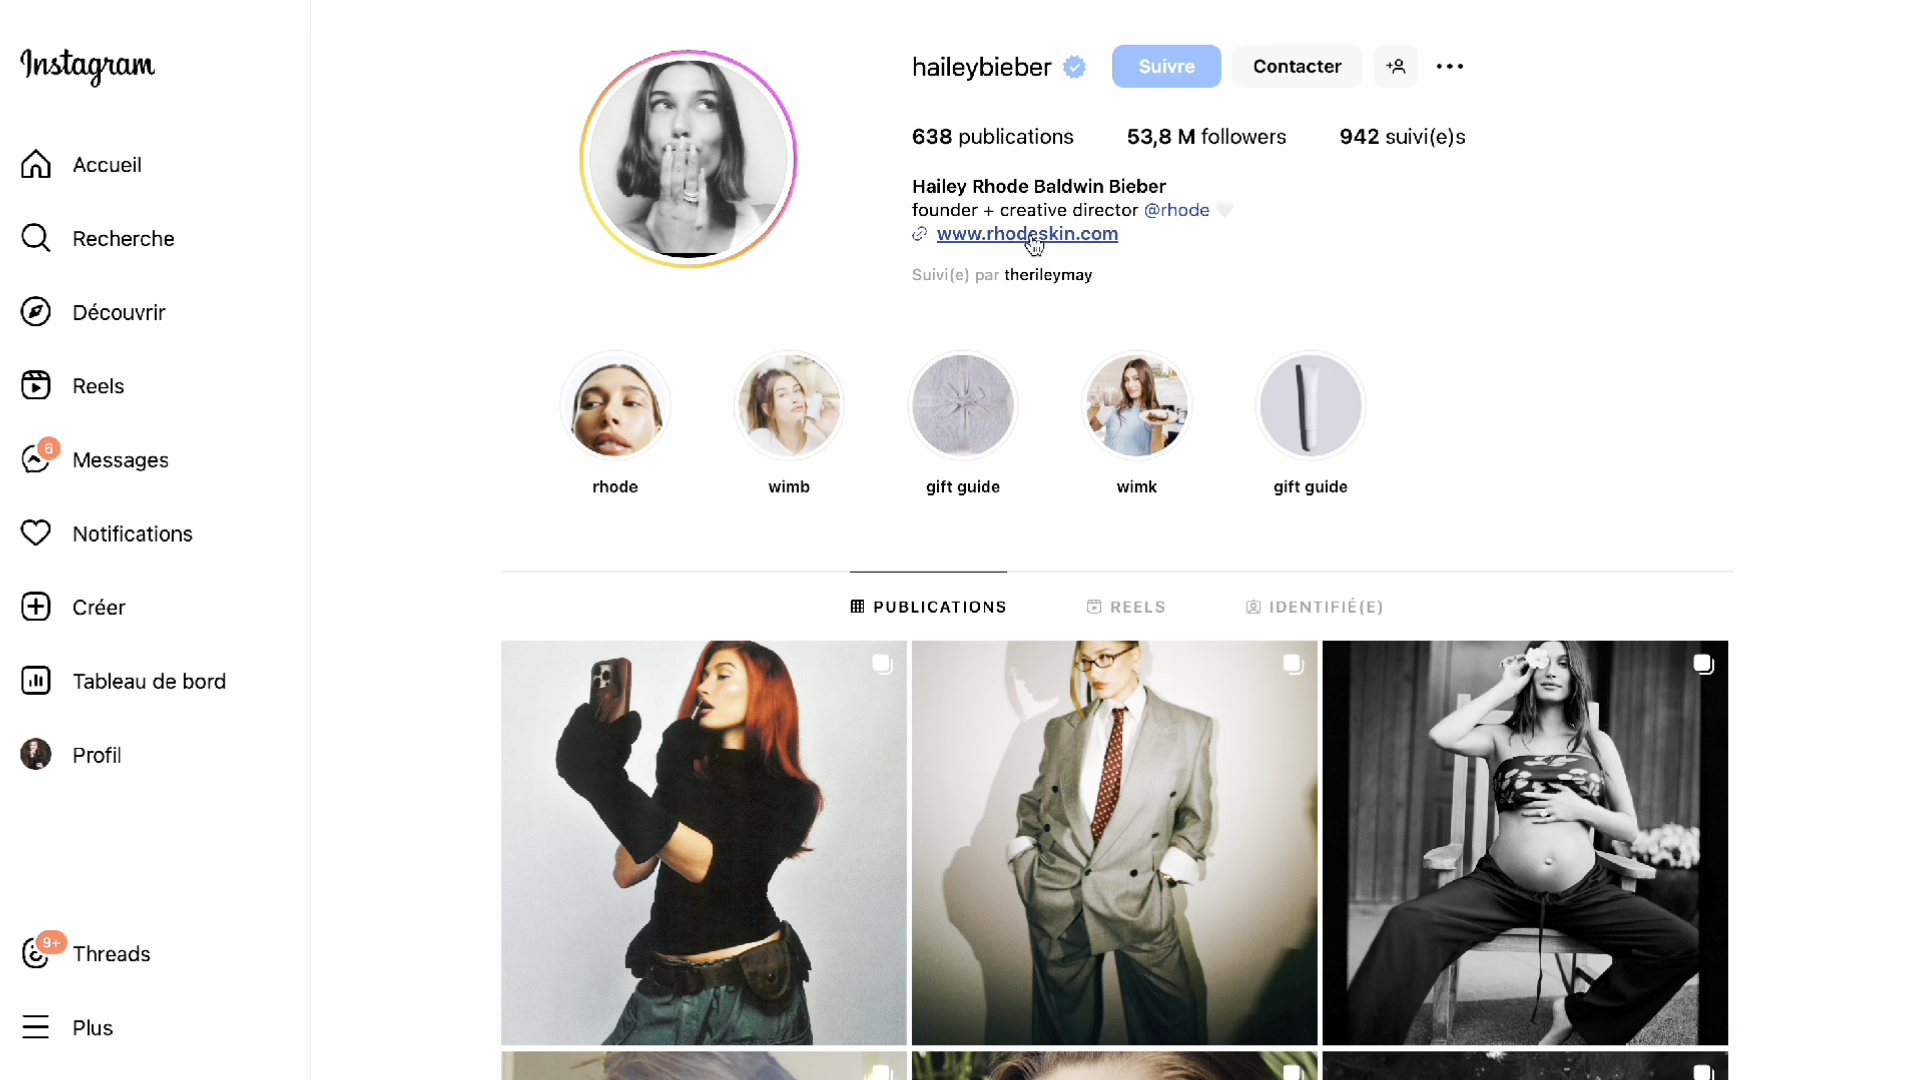 Instagram
Accueil
Recherche
Découvrir
Reels
6
Messages
Notifications
Créer
Tableau de bord
Profil
9+
Threads
Plus
haileybieber
Suivre
Contacter
638 publications
53,8 M followers
942 suivi(e)s
Hailey Rhode Baldwin Bieber
founder + creative director @rhode 🤍
www.rhodeskin.com
Suivi(e) par therileymay
rhode
wimb
gift guide
wimk
gift guide
PUBLICATIONS
REELS
IDENTIFIÉ(E)